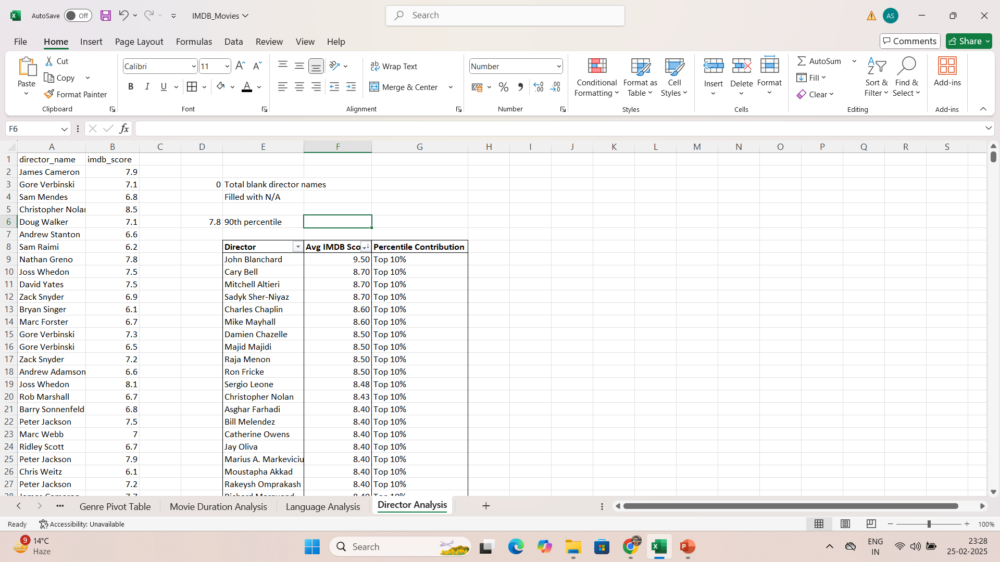 AutoSave Off IMDB_Movies Search AS
File Home Insert Page Layout Formulas Data Review View Help Comments Share
Paste Cut Copy Format Painter Clipboard
Calibri 11 B I U A Font
Wrap Text Merge & Center Alignment
Number % Number
Conditional Formatting Format as Table Cell Styles Styles
Insert Delete Format Cells
AutoSum Fill Clear Sort & Filter Find & Select Editing
Add-ins Add-ins
F6 fx
A B C D E F G H I J K L M N O P Q R S
1 director_name imdb_score
2 James Cameron 7.9
3 Gore Verbinski 7.1 0 Total blank director names
4 Sam Mendes 6.8 Filled with N/A
5 Christopher Nolan 8.5
6 Doug Walker 7.1 7.8 90th percentile
7 Andrew Stanton 6.6
8 Sam Raimi 6.2 Director Avg IMDB Sco Percentile Contribution
9 Nathan Greno 7.8 John Blanchard 9.50 Top 10%
10 Joss Whedon 7.5 Cary Bell 8.70 Top 10%
11 David Yates 7.5 Mitchell Altieri 8.70 Top 10%
12 Zack Snyder 6.9 Sadyk Sher-Niyaz 8.70 Top 10%
13 Bryan Singer 6.1 Charles Chaplin 8.60 Top 10%
14 Marc Forster 6.7 Mike Mayhall 8.60 Top 10%
15 Gore Verbinski 7.3 Damien Chazelle 8.50 Top 10%
16 Gore Verbinski 6.5 Majid Majidi 8.50 Top 10%
17 Zack Snyder 7.2 Raja Menon 8.50 Top 10%
18 Andrew Adamson 6.6 Ron Fricke 8.50 Top 10%
19 Joss Whedon 8.1 Sergio Leone 8.48 Top 10%
20 Rob Marshall 6.7 Christopher Nolan 8.43 Top 10%
21 Barry Sonnenfeld 6.8 Asghar Farhadi 8.40 Top 10%
22 Peter Jackson 7.5 Bill Melendez 8.40 Top 10%
23 Marc Webb 7 Catherine Owens 8.40 Top 10%
24 Ridley Scott 6.7 Jay Oliva 8.40 Top 10%
25 Peter Jackson 7.9 Marius A. Markeviciu 8.40 Top 10%
26 Chris Weitz 6.1 Moustapha Akkad 8.40 Top 10%
27 Peter Jackson 7.2 Rakeysh Omprakash 8.40 Top 10%
Genre Pivot Table Movie Duration Analysis Language Analysis Director Analysis
Ready Accessibility: Unavailable 100%
9 14°C Haze Search ENG IN 23:28 25-02-2025